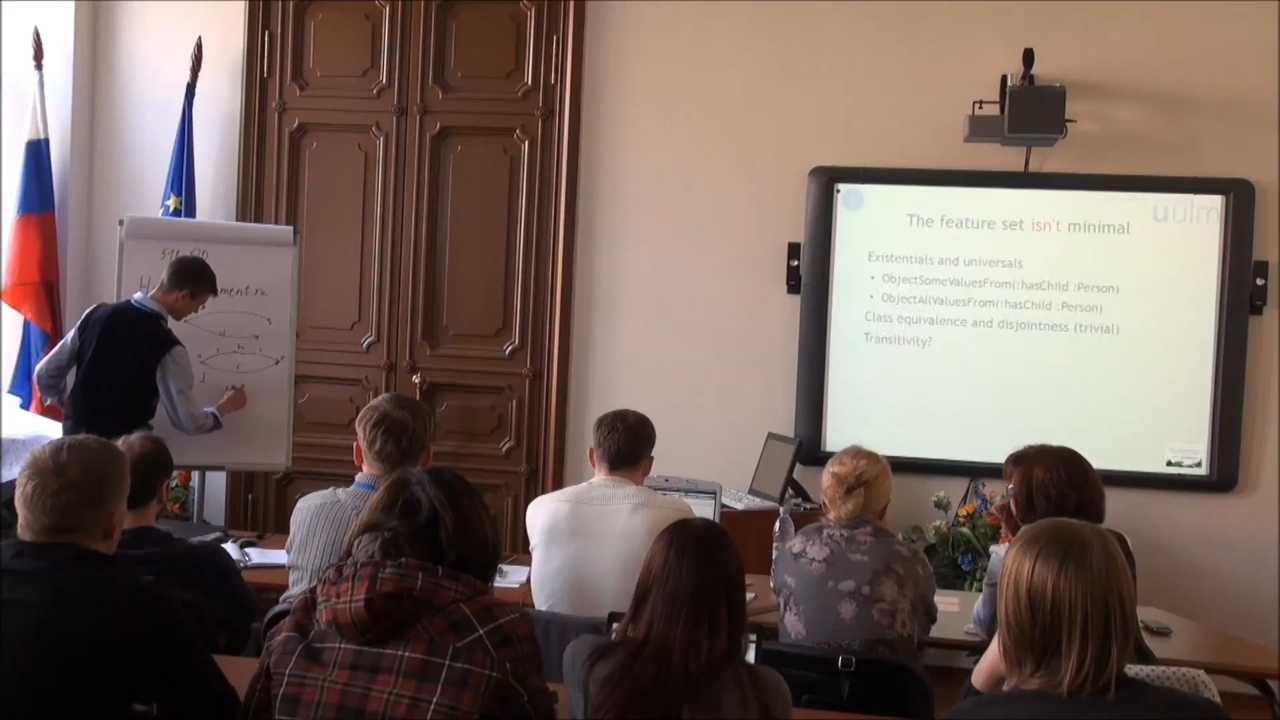 uulm
The feature set isn't minimal
Existentials and universals
• ObjectSomeValuesFrom(:hasChild :Person)
• ObjectAllValuesFrom(:hasChild :Person)
Class equivalence and disjointness (trivial)
Transitivity?